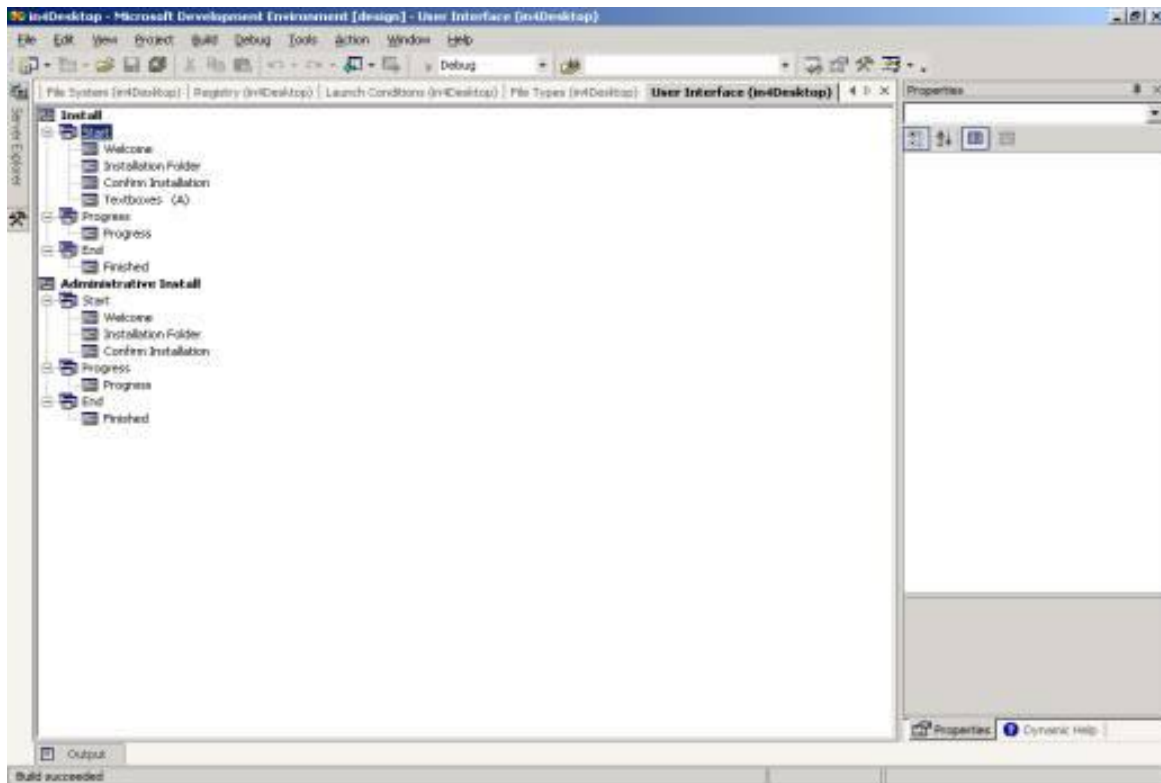 in4Desktop - Microsoft Development Environment [design] - User Interface (in4Desktop)
File Edit View Project Build Debug Tools Action Window Help
Debug
File System (in4Desktop) | Registry (in4Desktop) | Launch Conditions (in4Desktop) | File Types (in4Desktop) | User Interface (in4Desktop)
Properties
Server Explorer
Install
Start
Welcome
Installation Folder
Confirm Installation
Textboxes (A)
Progress
Progress
End
Finished
Administrative Install
Start
Welcome
Installation Folder
Confirm Installation
Progress
Progress
End
Finished
Properties Dynamic Help
Output
Build succeeded